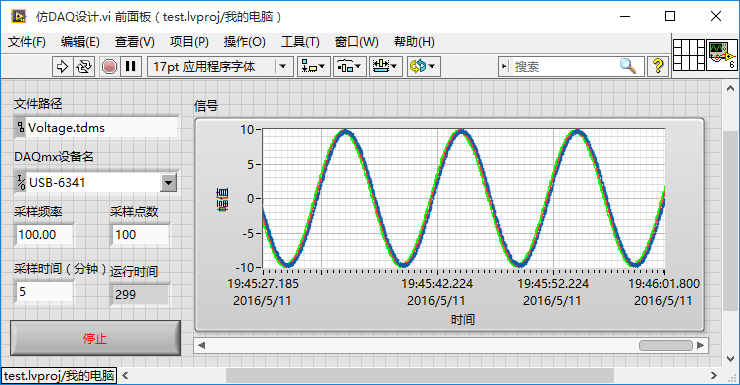 仿DAQ设计.vi 前面板（test.lvproj/我的电脑）
文件(F) 编辑(E) 查看(V) 项目(P) 操作(O) 工具(T) 窗口(W) 帮助(H)
17pt 应用程序字体
搜索
?
6
文件路径
Voltage.tdms
DAQmx设备名
I/O
USB-6341
采样频率 采样点数
100.00 100
采样时间（分钟） 运行时间
5 299
停止
信号
幅值
10
5
0
-5
-10
19:45:27.185 19:45:42.224 19:45:52.224 19:46:01.800
2016/5/11 2016/5/11 2016/5/11 2016/5/11
时间
test.lvproj/我的电脑